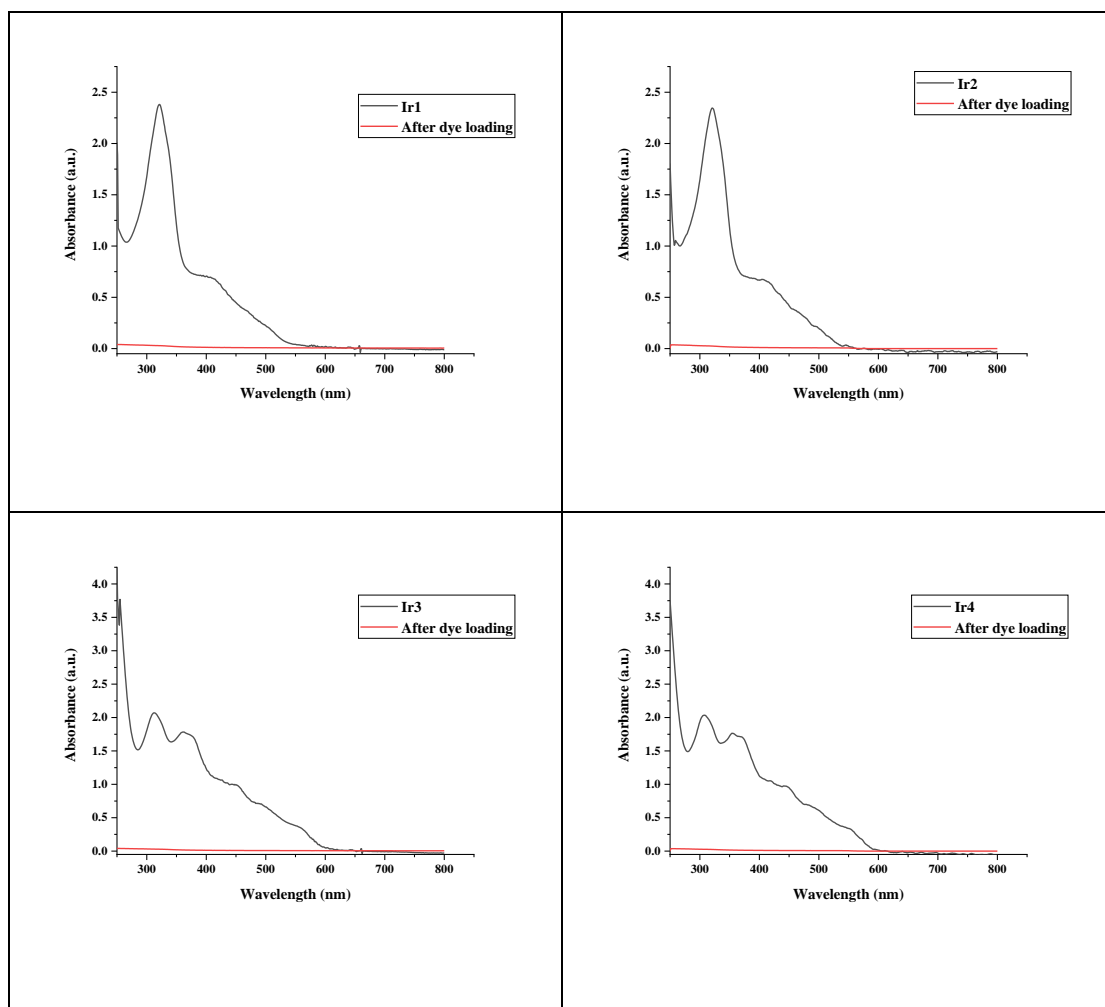 2.5
2.0
1.5
1.0
0.5
0.0
Absorbance (a.u.)
Ir1
After dye loading
300 400 500 600 700 800
Wavelength (nm)
2.5
2.0
1.5
1.0
0.5
0.0
Absorbance (a.u.)
Ir2
After dye loading
300 400 500 600 700 800
Wavelength (nm)
4.0
3.5
3.0
2.5
2.0
1.5
1.0
0.5
0.0
Absorbance (a.u.)
Ir3
After dye loading
300 400 500 600 700 800
Wavelength (nm)
4.0
3.5
3.0
2.5
2.0
1.5
1.0
0.5
0.0
Absorbance (a.u.)
Ir4
After dye loading
300 400 500 600 700 800
Wavelength (nm)